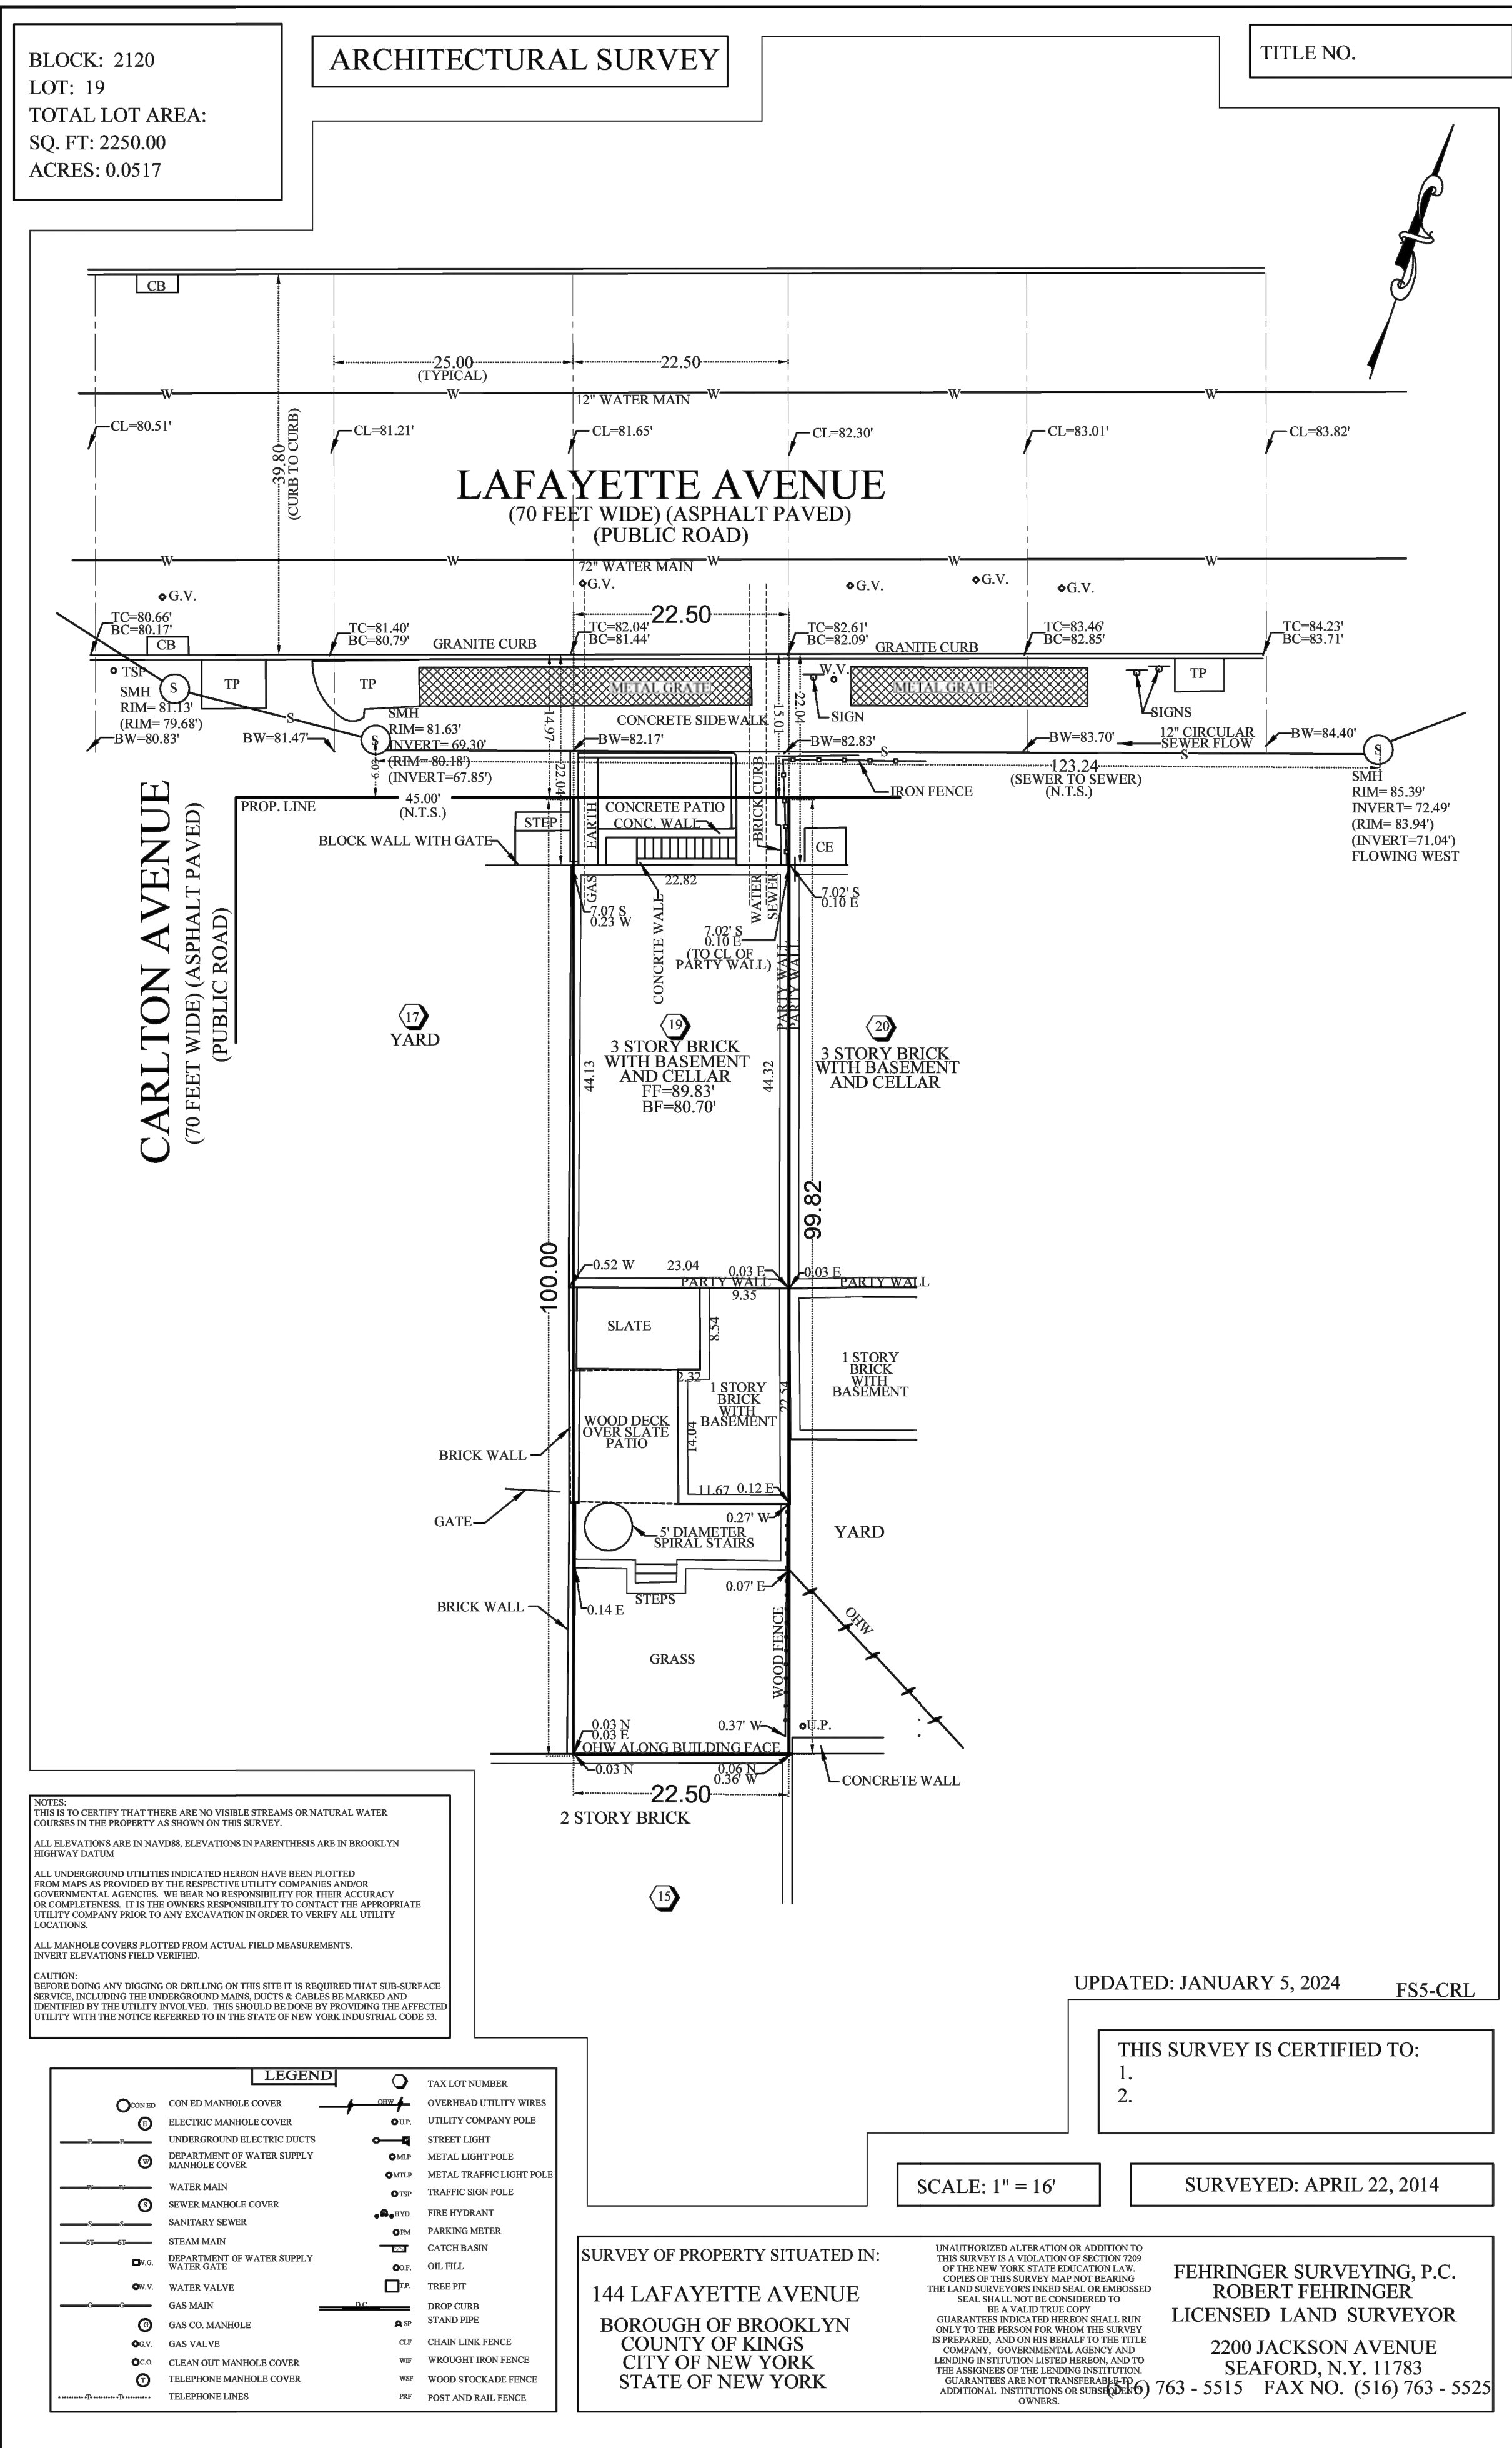 BLOCK: 2120
LOT: 19
TOTAL LOT AREA:
SQ. FT: 2250.00
ACRES: 0.0517
ARCHITECTURAL SURVEY
TITLE NO.
CB
25.00
(TYPICAL)
22.50
W
W
W
W
W
12" WATER MAIN
CL=80.51'
CL=81.21'
CL=81.65'
CL=82.30'
CL=83.01'
CL=83.82'
39.80
(CURB TO CURB)
LAFAYETTE AVENUE
(70 FEET WIDE) (ASPHALT PAVED)
(PUBLIC ROAD)
W
W
W
W
W
72" WATER MAIN
G.V.
G.V.
G.V.
G.V.
G.V.
22.50
TC=80.66'
BC=80.17'
CB
TC=81.40'
BC=80.79'
GRANITE CURB
TC=82.04'
BC=81.44'
TC=82.61'
BC=82.09'
GRANITE CURB
TC=83.46'
BC=82.85'
TC=84.23'
BC=83.71'
TSP
SMH
RIM= 81.13'
(RIM= 79.68')
BW=80.83'
S
TP
S
TP
METAL GRATE
W.V.
METAL GRATE
TP
SIGN
SIGNS
CONCRETE SIDEWALK
BW=81.47'
S
SMH
RIM= 81.63'
INVERT= 69.30'
(RIM= 80.18')
(INVERT=67.85')
6.01
14.97
22.04
BW=82.17'
15.01
22.04
BW=82.83'
S
BW=83.70'
12" CIRCULAR
SEWER FLOW
S
BW=84.40'
S
123.24
(SEWER TO SEWER)
(N.T.S.)
IRON FENCE
SMH
RIM= 85.39'
INVERT= 72.49'
(RIM= 83.94')
(INVERT=71.04')
FLOWING WEST
PROP. LINE
45.00'
(N.T.S.)
STEP
BLOCK WALL WITH GATE
EARTH
CONCRETE PATIO
CONC. WALL
BRICK CURB
CE
GAS
22.82
WATER
SEWER
7.07 S
0.23 W
CONCRETE WALL
7.02' S
0.10 E
(TO CL OF
PARTY WALL)
7.02' S
0.10 E
PARTY WALL
PARTY WALL
CARLTON AVENUE
(70 FEET WIDE) (ASPHALT PAVED)
(PUBLIC ROAD)
17
YARD
19
3 STORY BRICK
WITH BASEMENT
AND CELLAR
FF=89.83'
BF=80.70'
44.13
44.32
20
3 STORY BRICK
WITH BASEMENT
AND CELLAR
100.00
99.82
0.52 W
23.04
0.03 E
0.03 E
PARTY WALL
PARTY WALL
9.35
SLATE
8.54
2.32
1 STORY
BRICK
WITH
BASEMENT
22.54
14.04
1 STORY
BRICK
WITH
BASEMENT
WOOD DECK
OVER SLATE
PATIO
BRICK WALL
11.67
0.12 E
GATE
0.27' W
5' DIAMETER
SPIRAL STAIRS
YARD
0.07' E
STEPS
0.14 E
BRICK WALL
OHW
WOOD FENCE
GRASS
0.03 N
0.03 E
0.37' W
U.P.
OHW ALONG BUILDING FACE
0.03 N
0.06 N
0.36' W
CONCRETE WALL
22.50
2 STORY BRICK
15
NOTES:
THIS IS TO CERTIFY THAT THERE ARE NO VISIBLE STREAMS OR NATURAL WATER
COURSES IN THE PROPERTY AS SHOWN ON THIS SURVEY.
ALL ELEVATIONS ARE IN NAVD88, ELEVATIONS IN PARENTHESIS ARE IN BROOKLYN
HIGHWAY DATUM
ALL UNDERGROUND UTILITIES INDICATED HEREON HAVE BEEN PLOTTED
FROM MAPS AS PROVIDED BY THE RESPECTIVE UTILITY COMPANIES AND/OR
GOVERNMENTAL AGENCIES. WE BEAR NO RESPONSIBILITY FOR THEIR ACCURACY
OR COMPLETENESS. IT IS THE OWNERS RESPONSIBILITY TO CONTACT THE APPROPRIATE
UTILITY COMPANY PRIOR TO ANY EXCAVATION IN ORDER TO VERIFY ALL UTILITY
LOCATIONS.
ALL MANHOLE COVERS PLOTTED FROM ACTUAL FIELD MEASUREMENTS.
INVERT ELEVATIONS FIELD VERIFIED.
CAUTION:
BEFORE DOING ANY DIGGING OR DRILLING ON THIS SITE IT IS REQUIRED THAT SUB-SURFACE
SERVICE, INCLUDING THE UNDERGROUND MAINS, DUCTS & CABLES BE MARKED AND
IDENTIFIED BY THE UTILITY INVOLVED. THIS SHOULD BE DONE BY PROVIDING THE AFFECTED
UTILITY WITH THE NOTICE REFERRED TO IN THE STATE OF NEW YORK INDUSTRIAL CODE 53.
UPDATED: JANUARY 5, 2024
FS5-CRL
THIS SURVEY IS CERTIFIED TO:
1.
2.
LEGEND
CON ED CON ED MANHOLE COVER
E ELECTRIC MANHOLE COVER
E E UNDERGROUND ELECTRIC DUCTS
W DEPARTMENT OF WATER SUPPLY
MANHOLE COVER
W W WATER MAIN
S SEWER MANHOLE COVER
S S SANITARY SEWER
ST ST STEAM MAIN
W.G. DEPARTMENT OF WATER SUPPLY
WATER GATE
W.V. WATER VALVE
G G GAS MAIN
G GAS CO. MANHOLE
G.V. GAS VALVE
C.O. CLEAN OUT MANHOLE COVER
T TELEPHONE MANHOLE COVER
T T TELEPHONE LINES
TAX LOT NUMBER
OHW OVERHEAD UTILITY WIRES
U.P. UTILITY COMPANY POLE
STREET LIGHT
MLP METAL LIGHT POLE
MTLP METAL TRAFFIC LIGHT POLE
TSP TRAFFIC SIGN POLE
HYD. FIRE HYDRANT
PM PARKING METER
CATCH BASIN
O.F. OIL FILL
T.P. TREE PIT
D.C. DROP CURB
SP STAND PIPE
CLF CHAIN LINK FENCE
WIF WROUGHT IRON FENCE
WSF WOOD STOCKADE FENCE
PRF POST AND RAIL FENCE
SCALE: 1" = 16'
SURVEYED: APRIL 22, 2014
SURVEY OF PROPERTY SITUATED IN:
144 LAFAYETTE AVENUE
BOROUGH OF BROOKLYN
COUNTY OF KINGS
CITY OF NEW YORK
STATE OF NEW YORK
UNAUTHORIZED ALTERATION OR ADDITION TO
THIS SURVEY IS A VIOLATION OF SECTION 7209
OF THE NEW YORK STATE EDUCATION LAW.
COPIES OF THIS SURVEY MAP NOT BEARING
THE LAND SURVEYOR'S INKED SEAL OR EMBOSSED
SEAL SHALL NOT BE CONSIDERED TO
BE A VALID TRUE COPY
GUARANTEES INDICATED HEREON SHALL RUN
ONLY TO THE PERSON FOR WHOM THE SURVEY
IS PREPARED, AND ON HIS BEHALF TO THE TITLE
COMPANY, GOVERNMENTAL AGENCY AND
LENDING INSTITUTION LISTED HEREON, AND TO
THE ASSIGNEES OF THE LENDING INSTITUTION.
GUARANTEES ARE NOT TRANSFERABLE TO
ADDITIONAL INSTITUTIONS OR SUBSEQUENT
OWNERS.
FEHRINGER SURVEYING, P.C.
ROBERT FEHRINGER
LICENSED LAND SURVEYOR
2200 JACKSON AVENUE
SEAFORD, N.Y. 11783
(516) 763 - 5515 FAX NO. (516) 763 - 5525